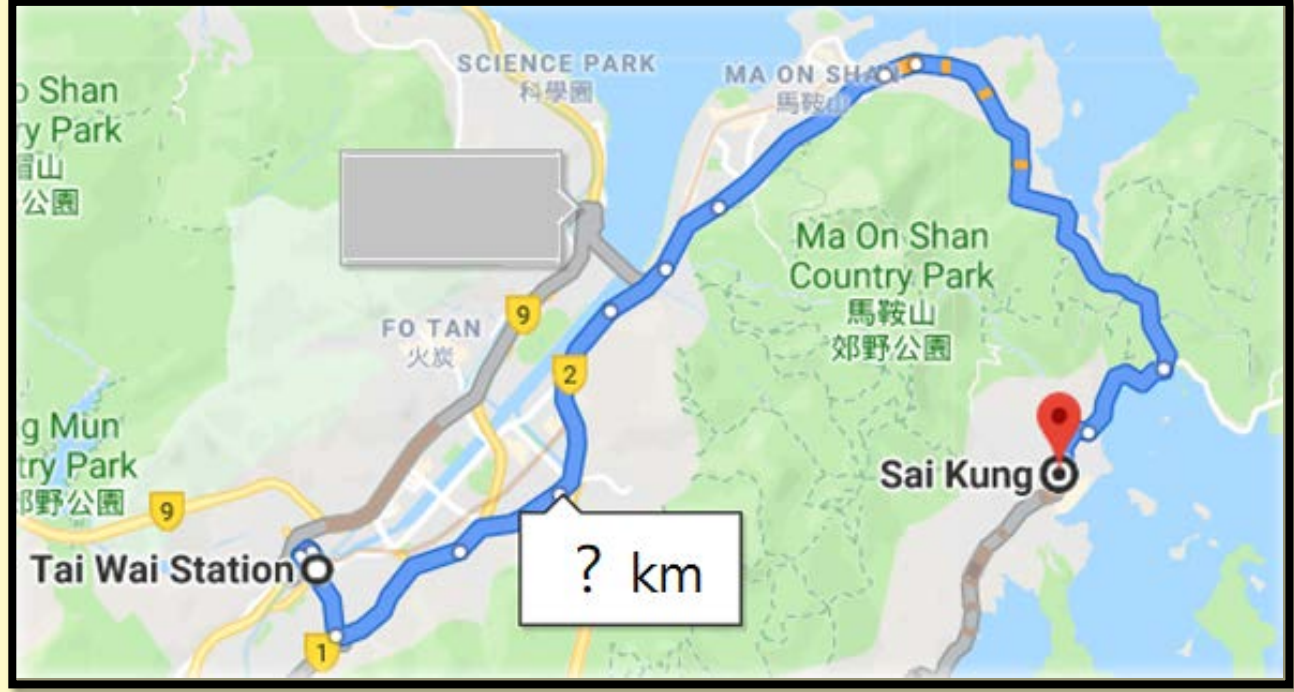 SCIENCE PARK
科學園
MA ON SHAN
馬鞍山
o Shan
ry Park
帽山
公園
Ma On Shan
Country Park
馬鞍山
郊野公園
9
FO TAN
火炭
2
g Mun
try Park
郊野公園
9
Sai Kung
Tai Wai Station
? km
1